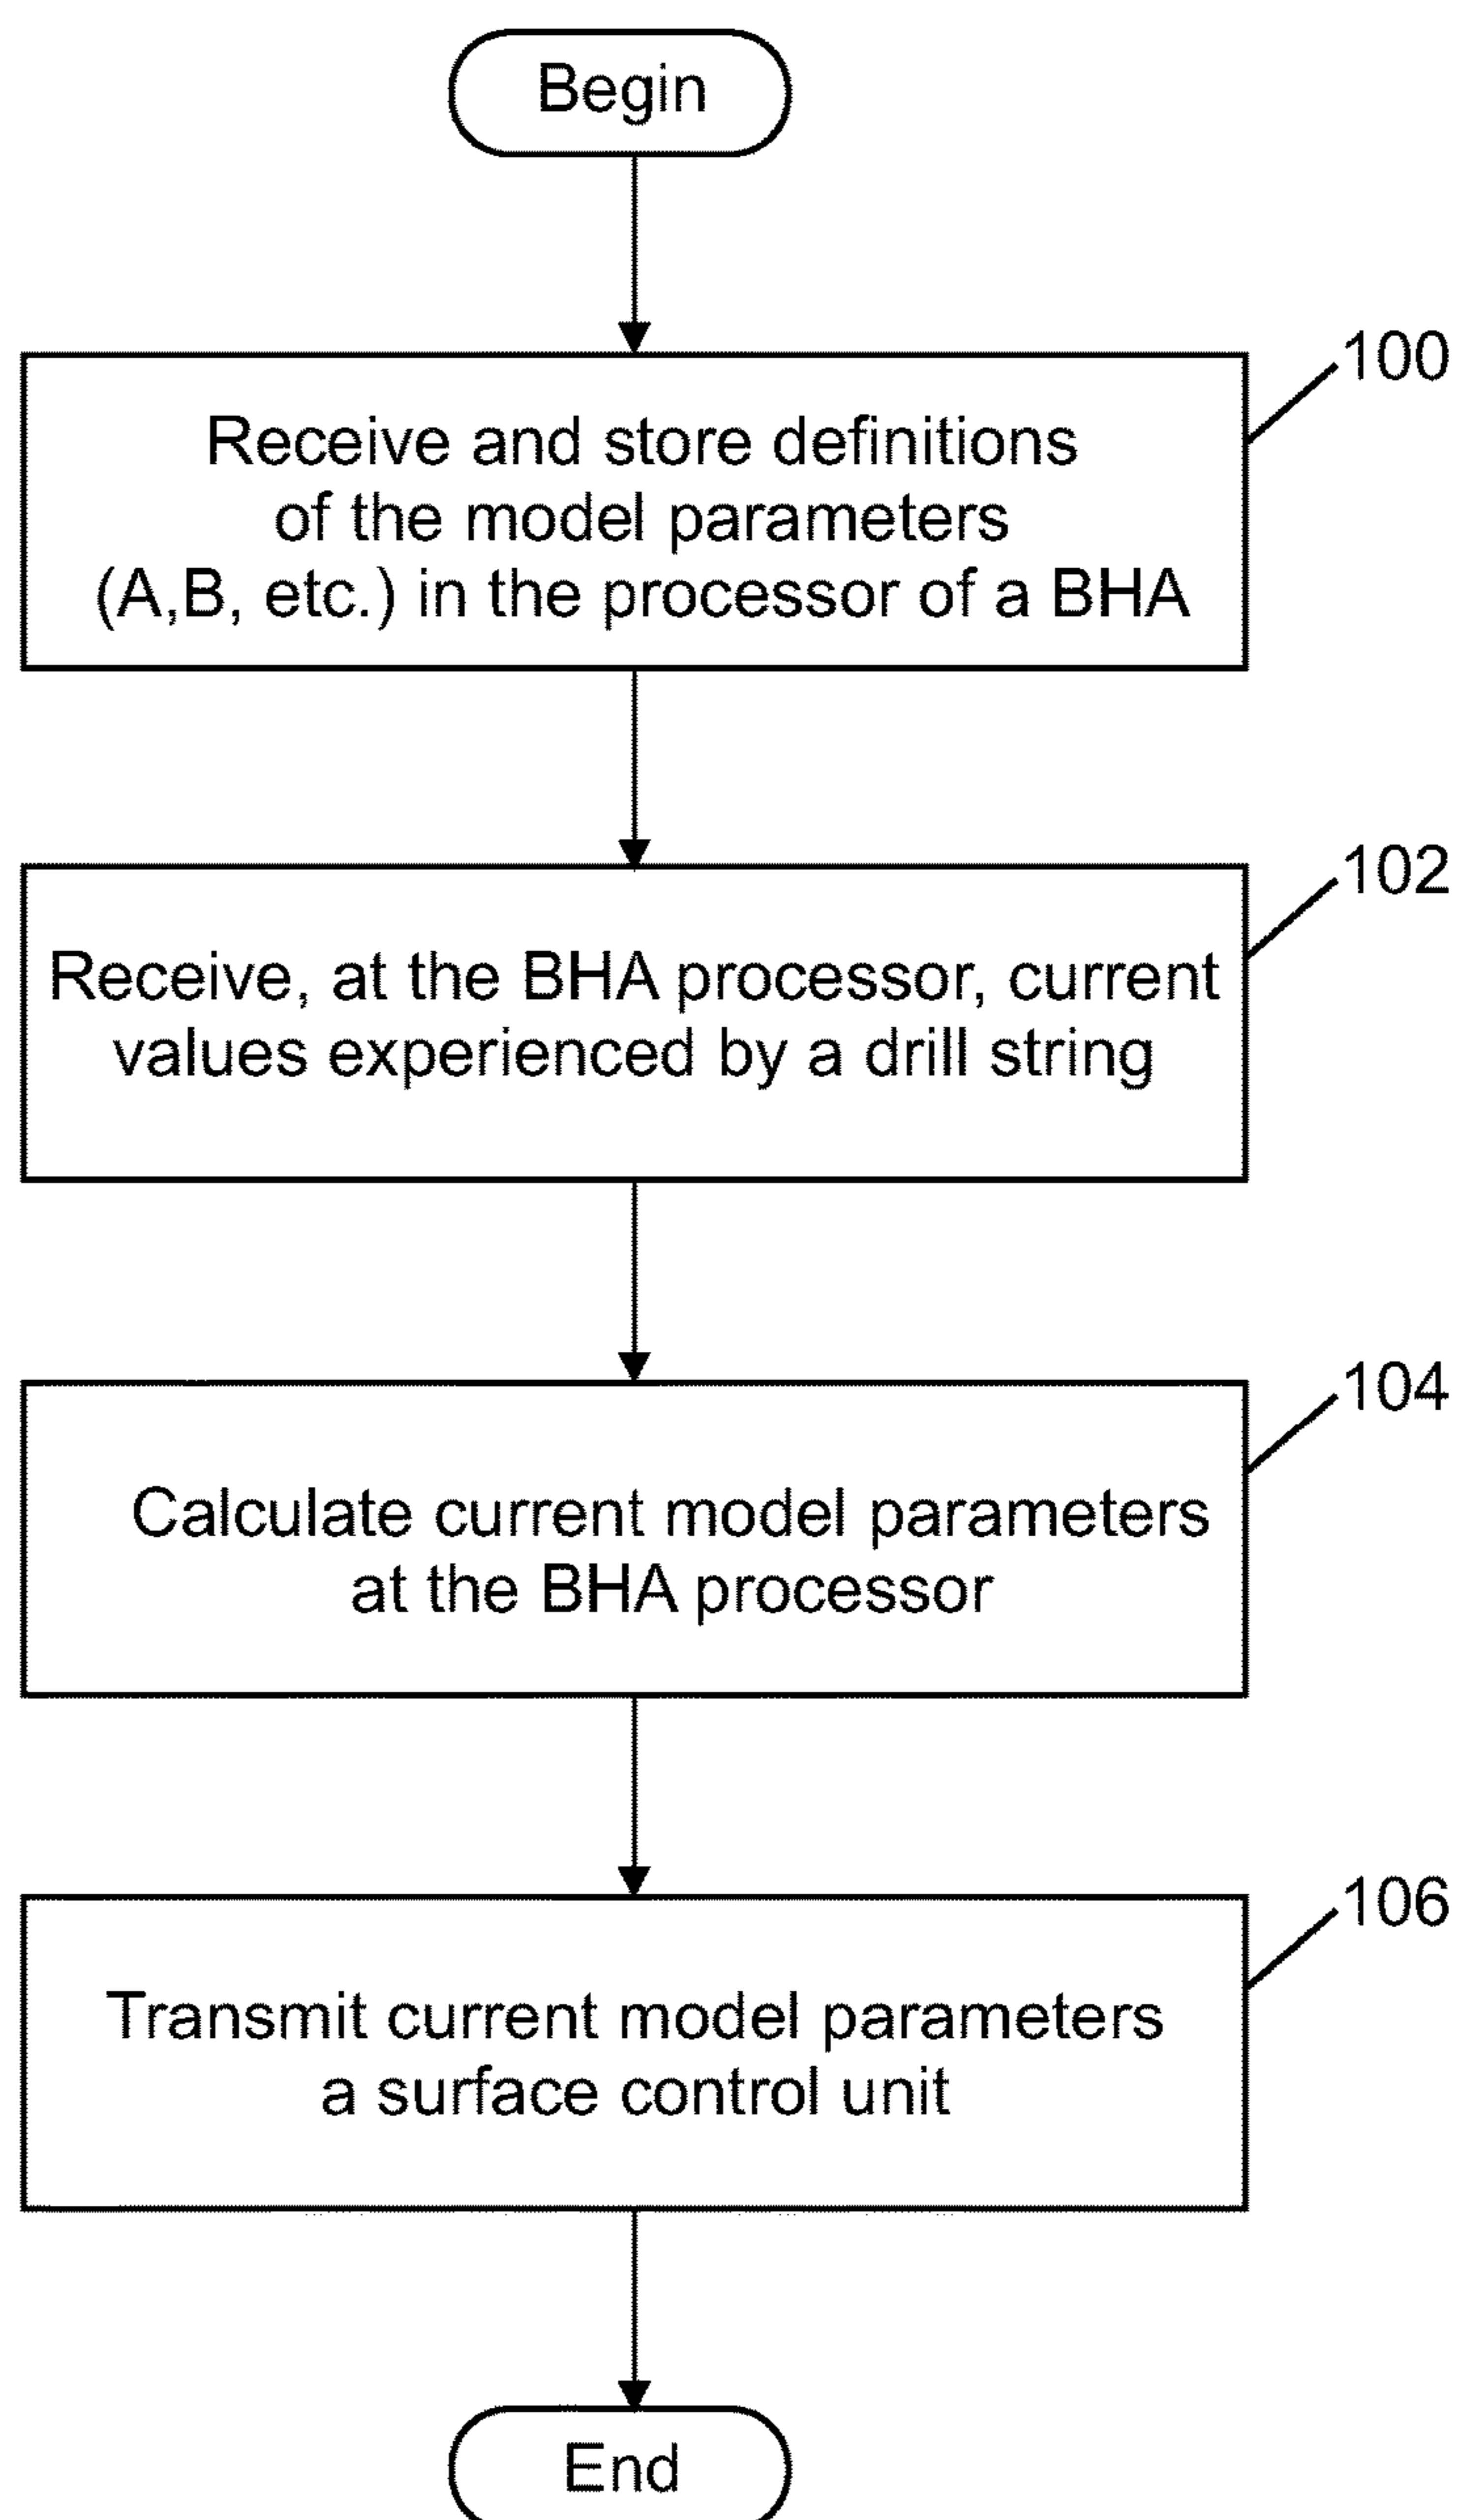 Begin
100
Receive and store definitions
of the model parameters
(A,B, etc.) in the processor of a BHA
102
Receive, at the BHA processor, current
values experienced by a drill string
104
Calculate current model parameters
at the BHA processor
106
Transmit current model parameters
a surface control unit
End